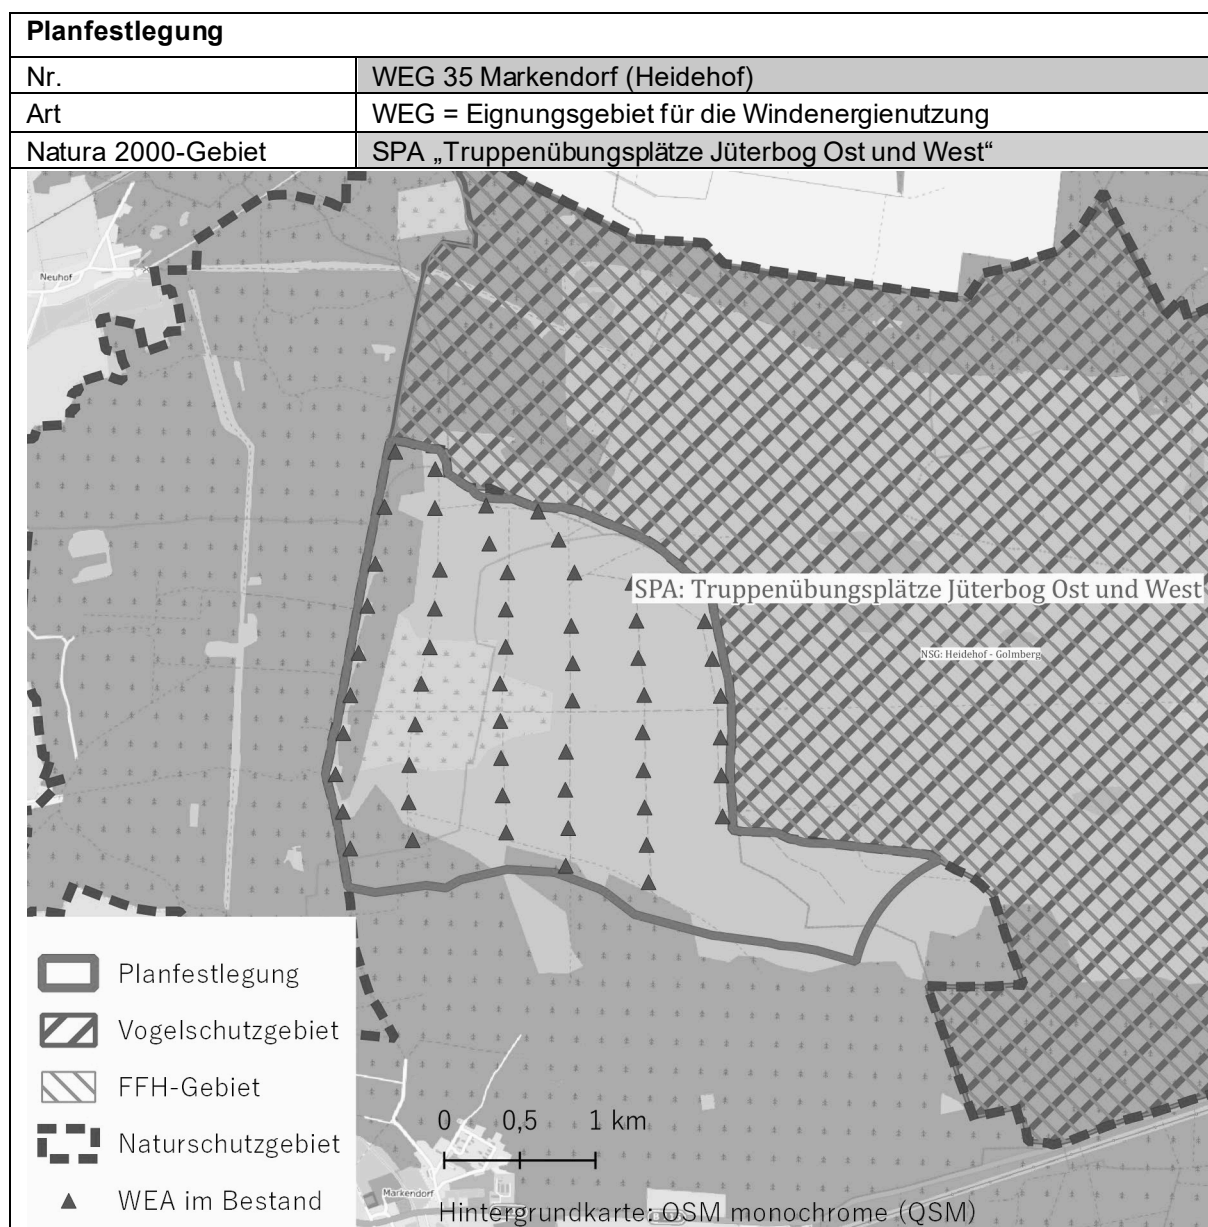 Planfestlegung
Nr. WEG 35 Markendorf (Heidehof)
Art WEG = Eignungsgebiet für die Windenergienutzung
Natura 2000-Gebiet SPA „Truppenübungsplätze Jüterbog Ost und West“
Neuhof
SPA: Truppenübungsplätze Jüterbog Ost und West
NSG: Heidehof - Golmberg
Planfestlegung
Vogelschutzgebiet
FFH-Gebiet
Naturschutzgebiet
WEA im Bestand
0 0,5 1 km
Markendorf
Hintergrundkarte: OSM monochrome (QSM)